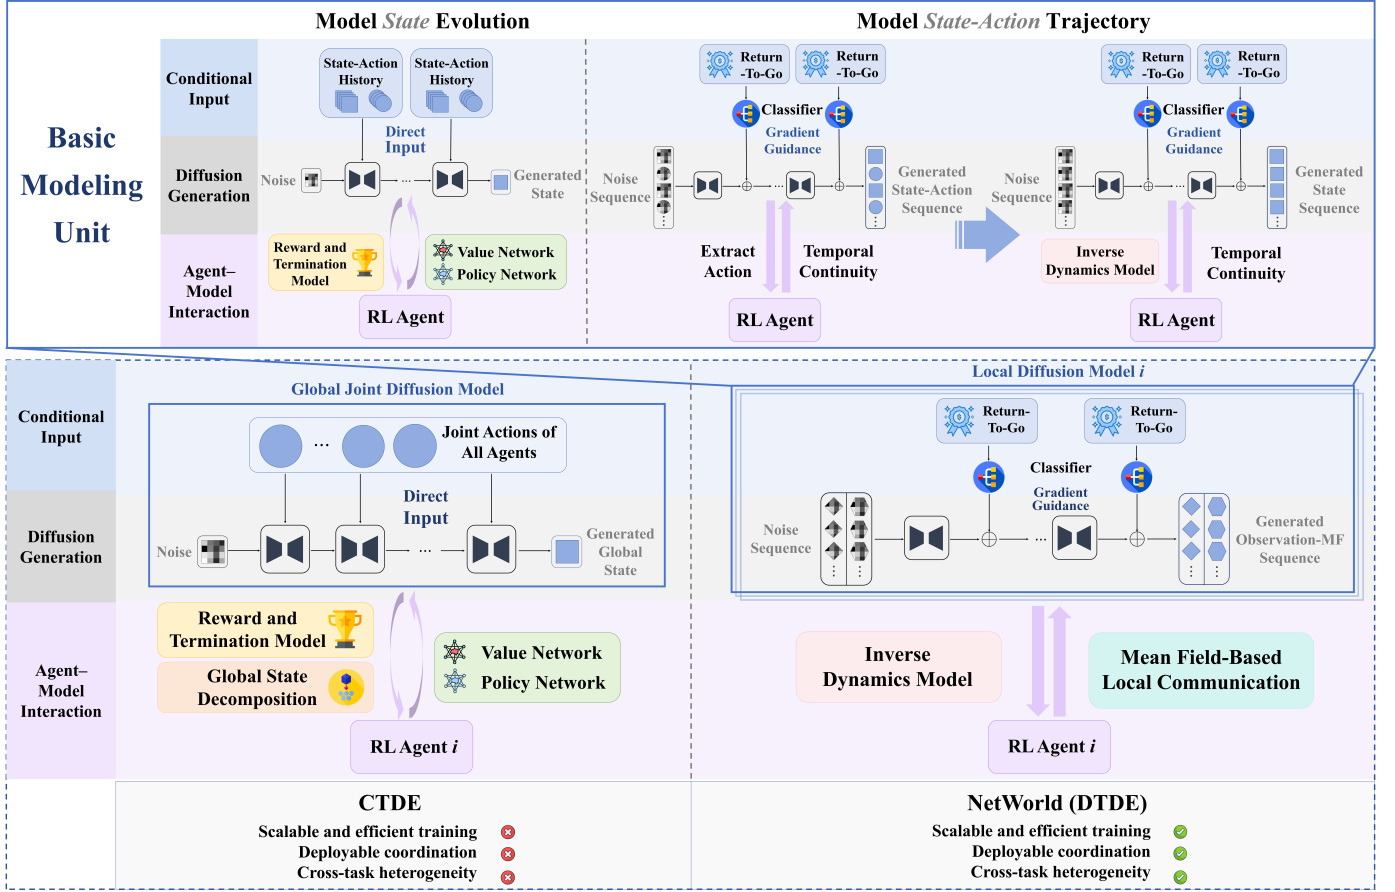 Model State Evolution
Model State-Action Trajectory
Basic
Modeling
Unit
Conditional
Input
Diffusion
Generation
Agent–
Model
Interaction
State-Action
History
State-Action
History
Direct
Input
Noise
...
Generated
State
Reward and
Termination
Model
Value Network
Policy Network
RL Agent
Return
-To-Go
Return
-To-Go
Classifier
Gradient
Guidance
Noise
Sequence
...
Generated
State-Action
Sequence
Extract
Action
Temporal
Continuity
RL Agent
Return
-To-Go
Return
-To-Go
Classifier
Gradient
Guidance
Noise
Sequence
...
Generated
State
Sequence
Inverse
Dynamics Model
Temporal
Continuity
RL Agent
Conditional
Input
Diffusion
Generation
Agent–
Model
Interaction
Global Joint Diffusion Model
...
Joint Actions of
All Agents
Direct
Input
Noise
...
Generated
Global
State
Reward and
Termination Model
Global State
Decomposition
Value Network
Policy Network
RL Agent i
Local Diffusion Model i
Return-
To-Go
Return-
To-Go
Classifier
Gradient
Guidance
Noise
Sequence
...
Generated
Observation-MF
Sequence
Inverse
Dynamics Model
Mean Field-Based
Local Communication
RL Agent i
CTDE
Scalable and efficient training
Deployable coordination
Cross-task heterogeneity
NetWorld (DTDE)
Scalable and efficient training
Deployable coordination
Cross-task heterogeneity